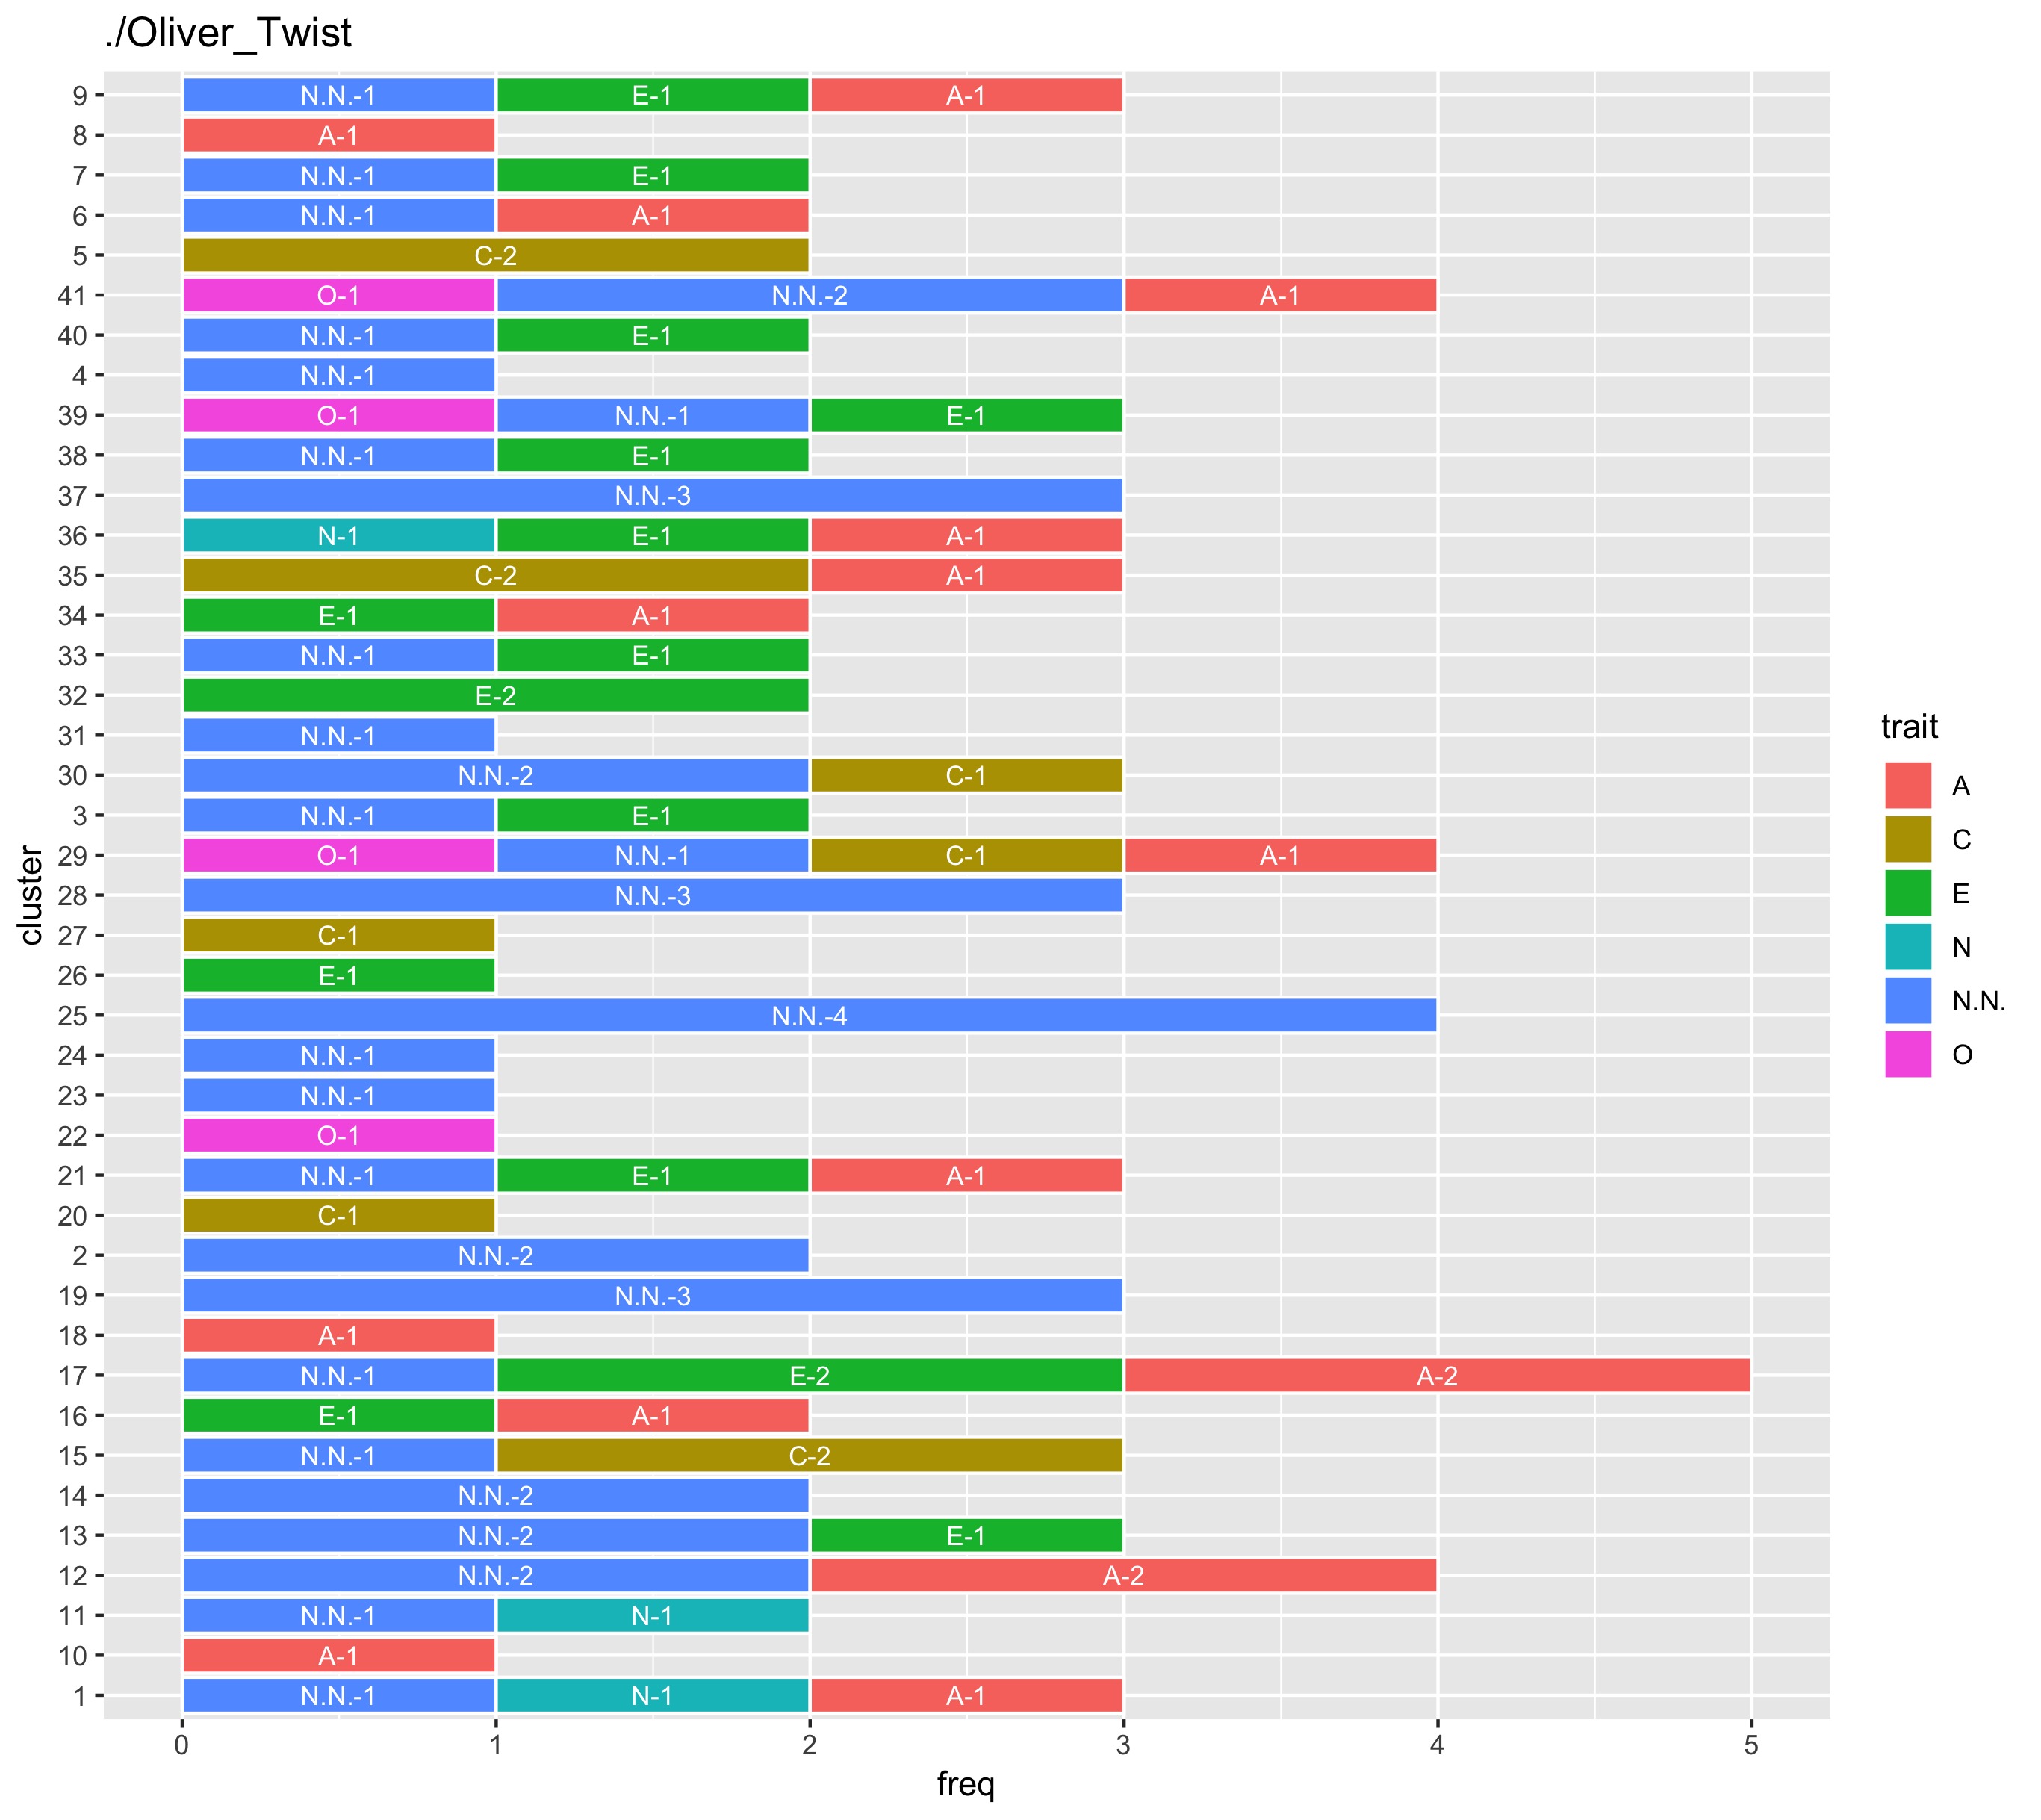 ./Oliver_Twist
9 N.N.-1 E-1 A-1
8 A-1
7 N.N.-1 E-1
6 N.N.-1 A-1
5 C-2
41 O-1 N.N.-2 A-1
40 N.N.-1 E-1
4 N.N.-1
39 O-1 N.N.-1 E-1
38 N.N.-1 E-1
37 N.N.-3
36 N-1 E-1 A-1
35 C-2 A-1
34 E-1 A-1
33 N.N.-1 E-1
32 E-2
31 N.N.-1
30 N.N.-2 C-1
3 N.N.-1 E-1
29 O-1 N.N.-1 C-1 A-1
28 N.N.-3
27 C-1
26 E-1
25 N.N.-4
24 N.N.-1
23 N.N.-1
22 O-1
21 N.N.-1 E-1 A-1
20 C-1
2 N.N.-2
19 N.N.-3
18 A-1
17 N.N.-1 E-2 A-2
16 E-1 A-1
15 N.N.-1 C-2
14 N.N.-2
13 N.N.-2 E-1
12 N.N.-2 A-2
11 N.N.-1 N-1
10 A-1
1 N.N.-1 N-1 A-1
0 1 2 3 4 5
freq
cluster
trait
A
C
E
N
N.N.
O